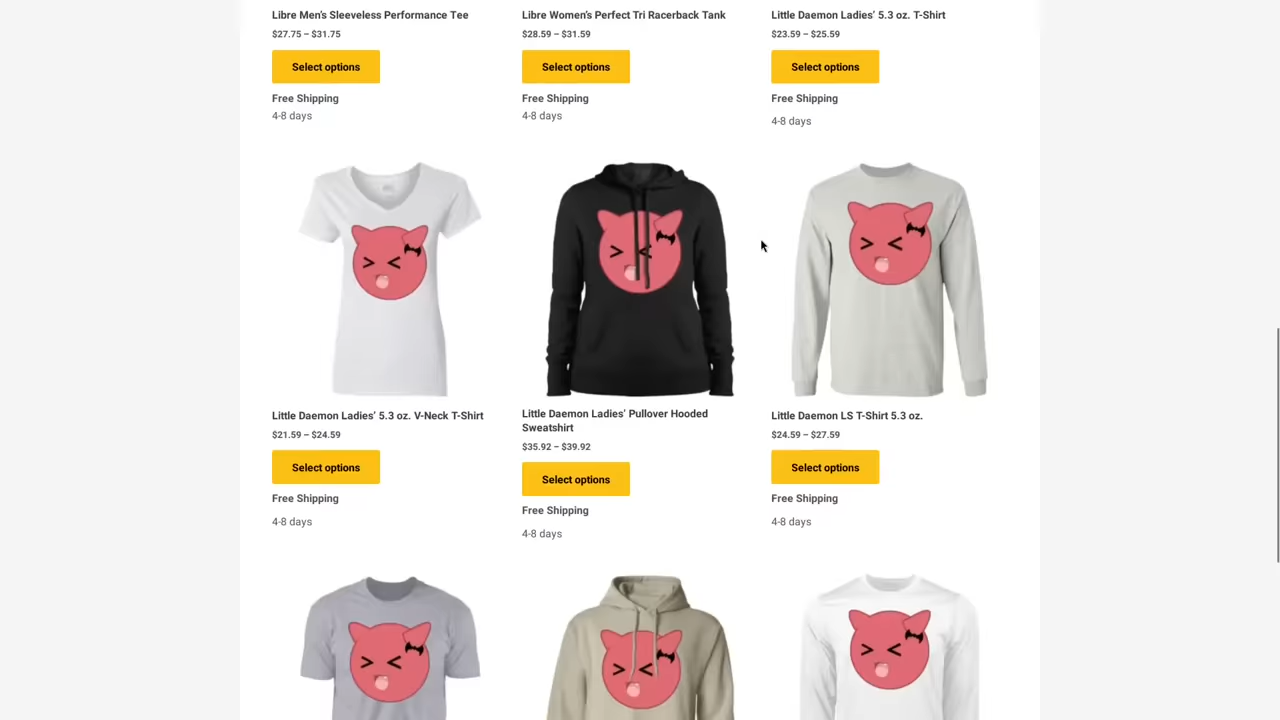 Libre Men's Sleeveless Performance Tee
Libre Women's Perfect Tri Racerback Tank
Little Daemon Ladies' 5.3 oz. T-Shirt
$27.75 – $31.75
$28.59 – $31.59
$23.59 – $25.59
Select options
Select options
Select options
Free Shipping
Free Shipping
Free Shipping
4-8 days
4-8 days
4-8 days
Little Daemon Ladies' 5.3 oz. V-Neck T-Shirt
Little Daemon Ladies' Pullover Hooded
Sweatshirt
Little Daemon LS T-Shirt 5.3 oz.
$21.59 – $24.59
$35.92 – $39.92
$24.59 – $27.59
Select options
Select options
Select options
Free Shipping
Free Shipping
Free Shipping
4-8 days
4-8 days
4-8 days